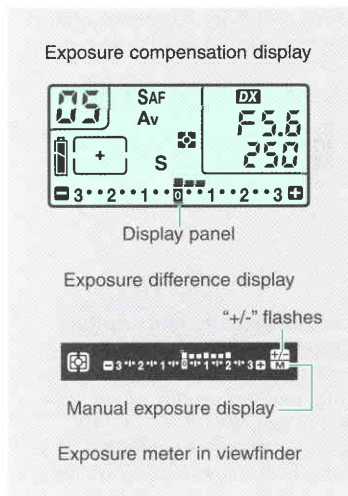 Exposure compensation display
05 SAF DX
Av F5.6
+ S 250
- 3 • • 2 • • 1 • • 0 • • 1 • • 2 • • 3 +
Display panel
Exposure difference display
“+/-” flashes
- 3 • ı • 2 • ı • 1 • ı • 0 • ı • 1 • ı • 2 • ı • 3 + +/- M
Manual exposure display
Exposure meter in viewfinder